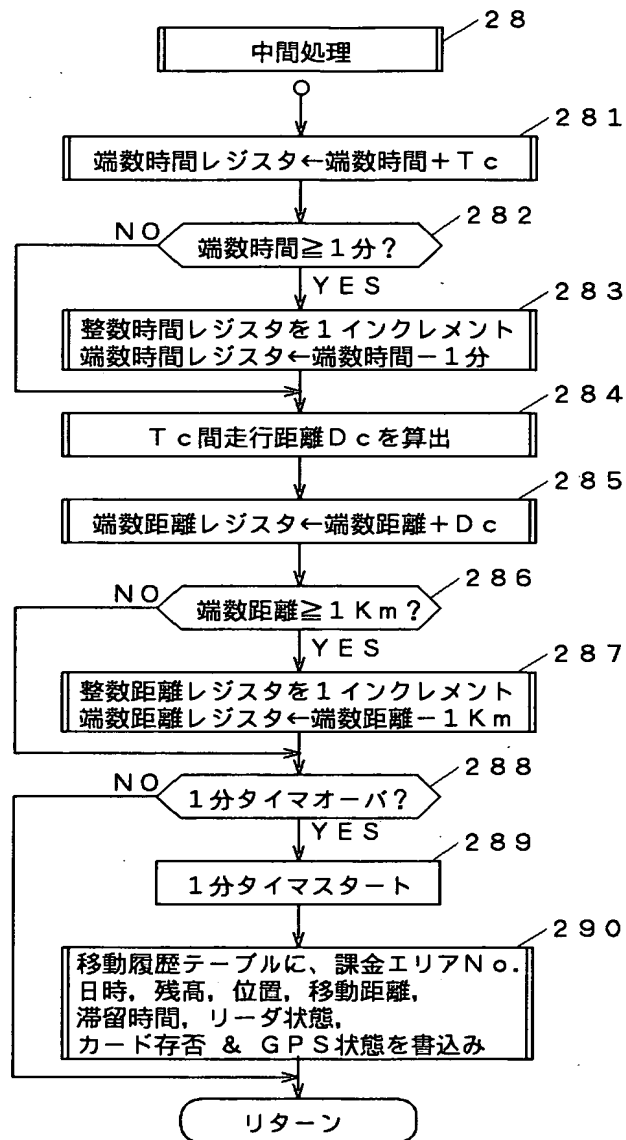 28
中間処理
281
端数時間レジスタ←端数時間+Tc
282
NO
端数時間≧1分?
YES
283
整数時間レジスタを1インクレメント
端数時間レジスタ←端数時間-1分
284
Tc間走行距離Dcを算出
285
端数距離レジスタ←端数距離+Dc
286
NO
端数距離≧1Km?
YES
287
整数距離レジスタを1インクレメント
端数距離レジスタ←端数距離-1Km
288
NO
1分タイマオーバ?
YES
289
1分タイマスタート
290
移動履歴テーブルに、課金エリアNo.
日時,残髙,位置,移動距離,
滞留時間,リーダ状態,
カード存否 & GPS状態を書込み
リターン